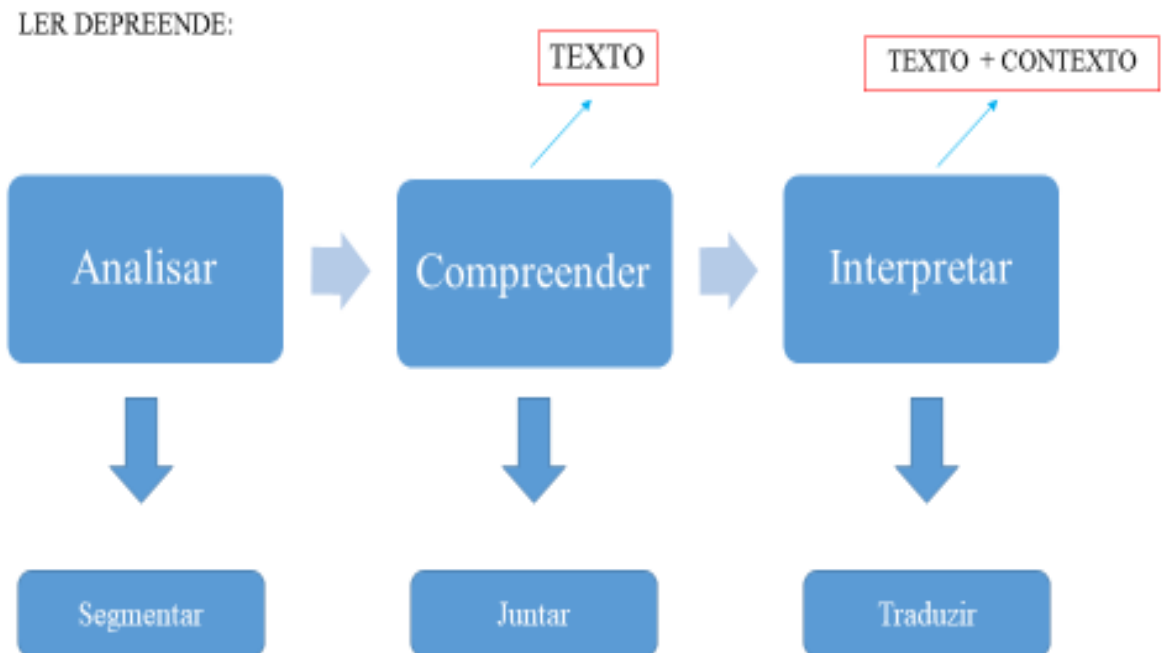 LER DEPREENDE:
TEXTO
TEXTO + CONTEXTO
Analisar
Compreender
Interpretar
Segmentar
Juntar
Traduzir